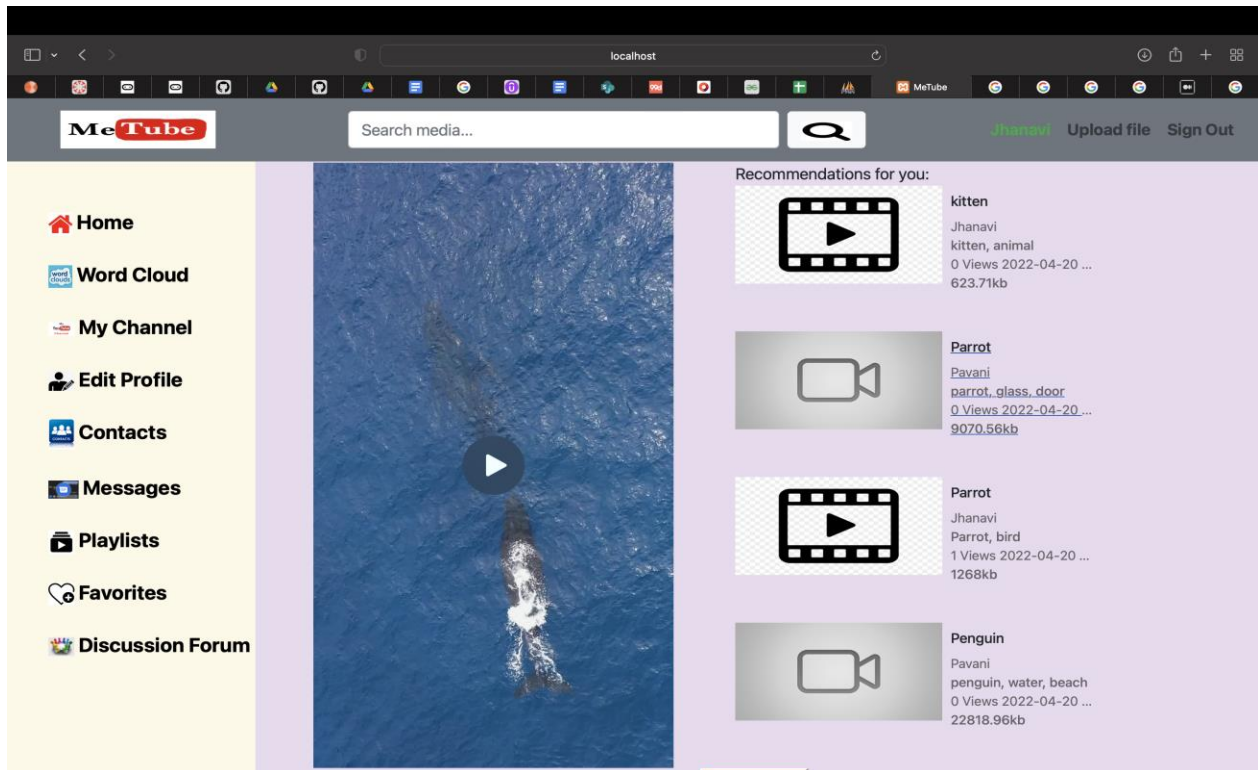 localhost
MeTube
MeTube
Search media...
Jhanavi Upload file Sign Out
Home
Word Cloud
My Channel
Edit Profile
Contacts
Messages
Playlists
Favorites
Discussion Forum
Recommendations for you:
kitten
Jhanavi
kitten, animal
0 Views 2022-04-20 ...
623.71kb
Parrot
Pavani
parrot, glass, door
0 Views 2022-04-20 ...
9070.56kb
Parrot
Jhanavi
Parrot, bird
1 Views 2022-04-20 ...
1268kb
Penguin
Pavani
penguin, water, beach
0 Views 2022-04-20 ...
22818.96kb